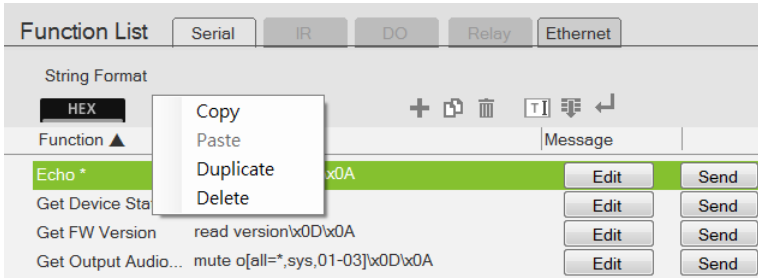 Function List Serial IR DO Relay Ethernet
String Format
HEX
Copy
Function ▲ Paste Message
Echo * Duplicate \x0A Edit Send
Get Device Sta Delete Edit Send
Get FW Version read version\x0D\x0A Edit Send
Get Output Audio... mute o[all=*,sys,01-03]\x0D\x0A Edit Send